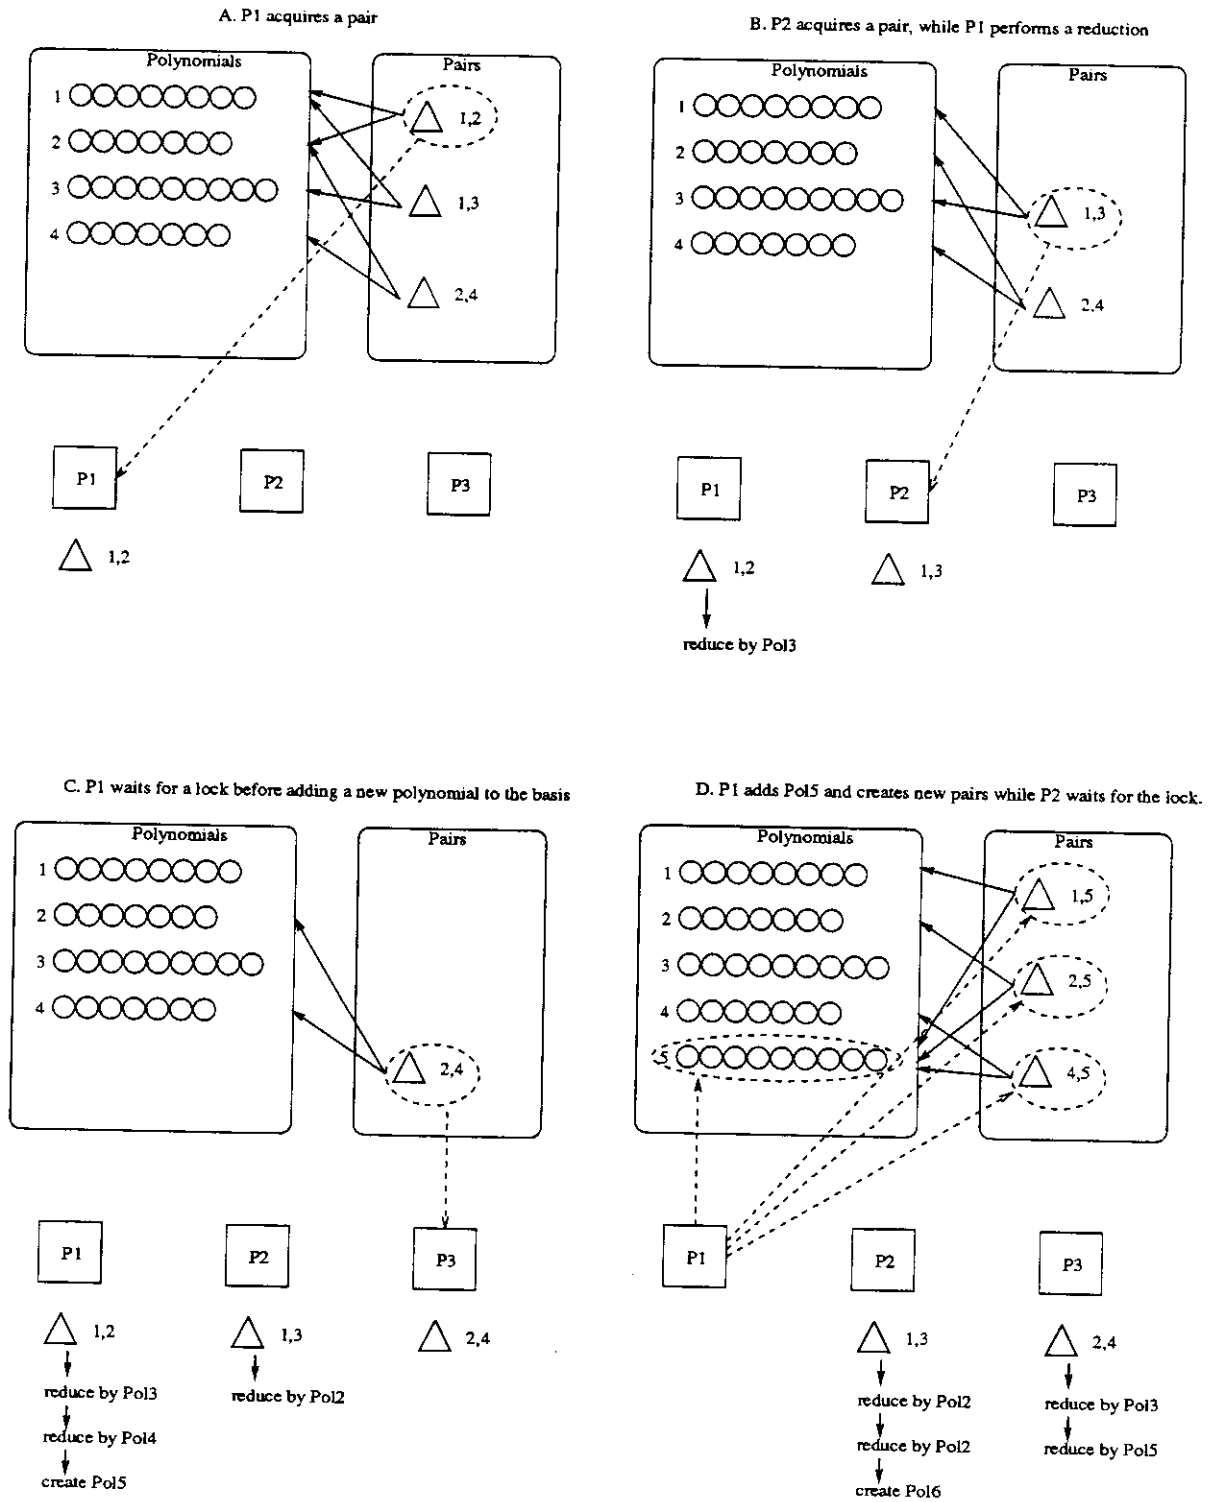 A. P1 acquires a pair
Polynomials
Pairs
1
1,2
2
3
1,3
4
2,4
P1
P2
P3
1,2
B. P2 acquires a pair, while P1 performs a reduction
Polynomials
Pairs
1
2
3
1,3
4
2,4
P1
P2
P3
1,2
1,3
reduce by Pol3
C. P1 waits for a lock before adding a new polynomial to the basis
Polynomials
Pairs
1
2
3
4
2,4
P1
P2
P3
1,2
1,3
2,4
reduce by Pol3
reduce by Pol2
reduce by Pol4
create Pol5
D. P1 adds Pol5 and creates new pairs while P2 waits for the lock.
Polynomials
Pairs
1
1,5
2
3
2,5
4
5
4,5
P1
P2
P3
1,3
2,4
reduce by Pol2
reduce by Pol3
reduce by Pol2
reduce by Pol5
create Pol6